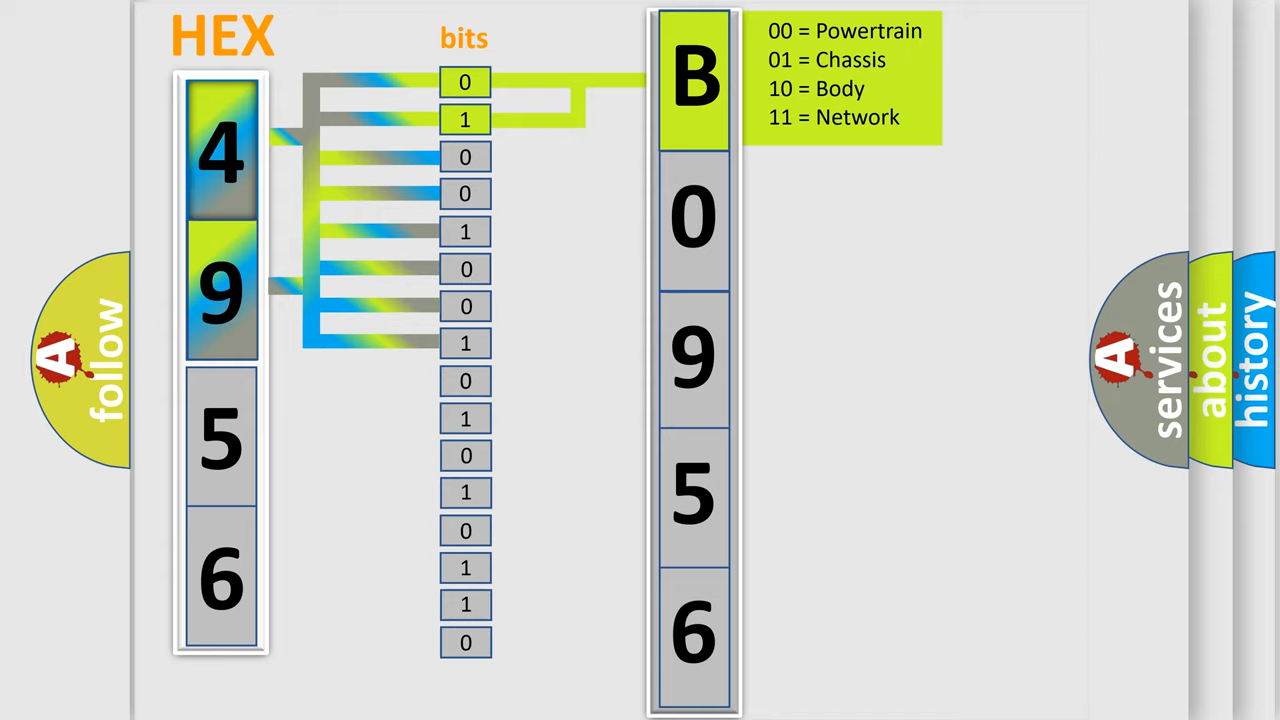 HEX
bits
4
9
5
6
0
1
0
0
1
0
0
1
0
1
0
1
0
1
1
0
B
0
9
5
6
00 = Powertrain
01 = Chassis
10 = Body
11 = Network
A
follow
A
services
about
history